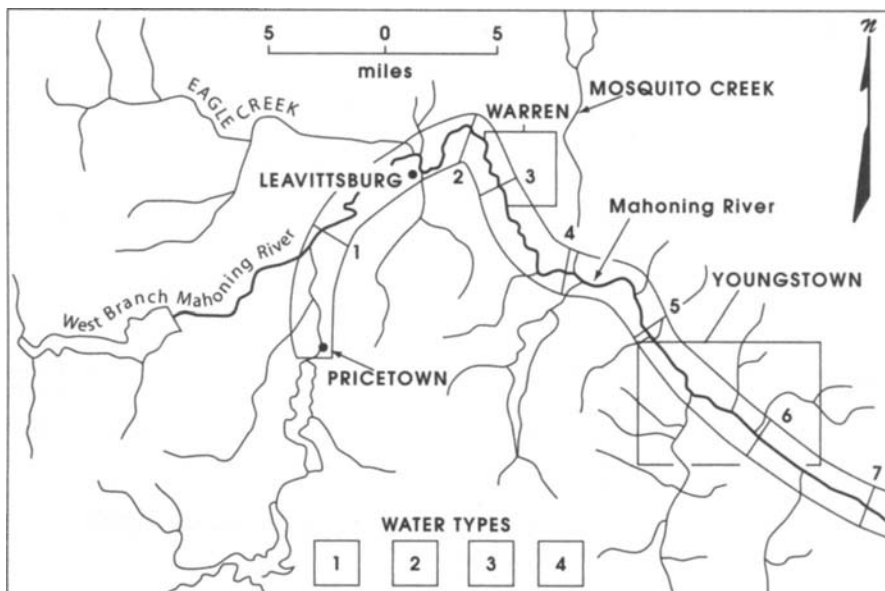 5 0 5
miles
N
EAGLE CREEK
MOSQUITO CREEK
WARREN
LEAVITTSBURG
2
3
Mahoning River
4
1
West Branch Mahoning River
YOUNGSTOWN
5
PRICETOWN
6
7
WATER TYPES
1 2 3 4